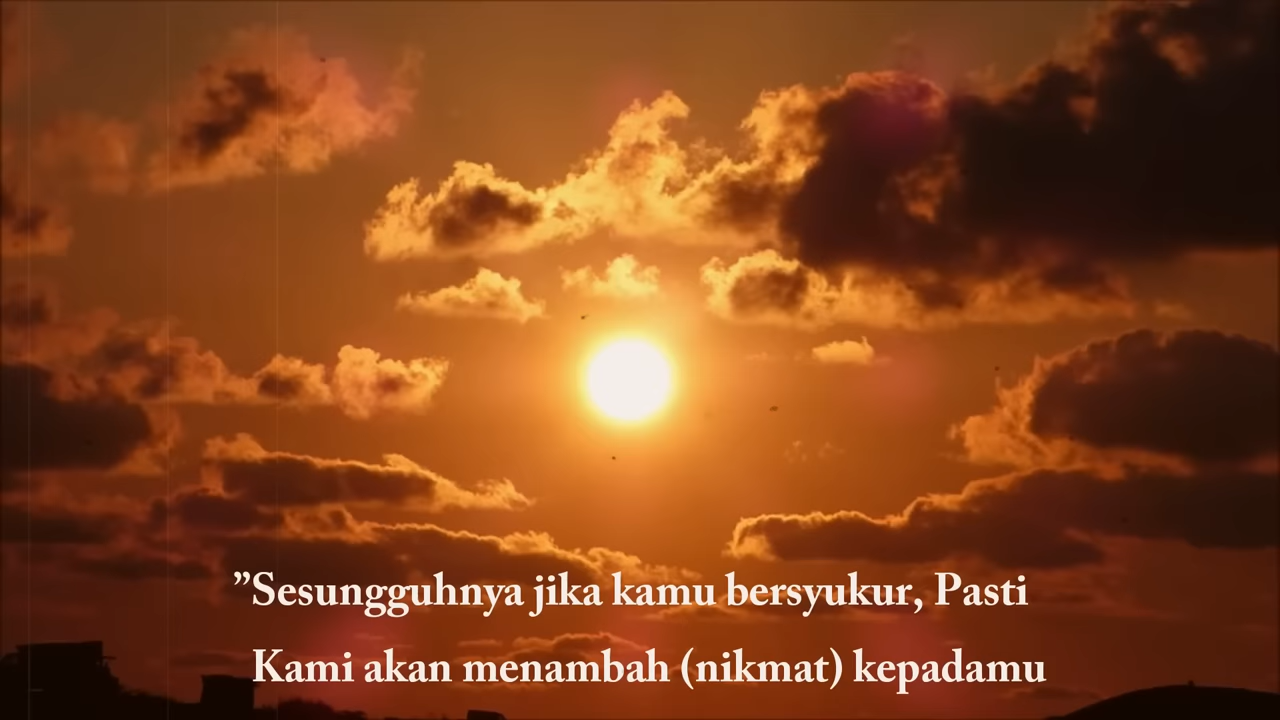 ”Sesungguhnya jika kamu bersyukur, Pasti
Kami akan menambah (nikmat) kepadamu